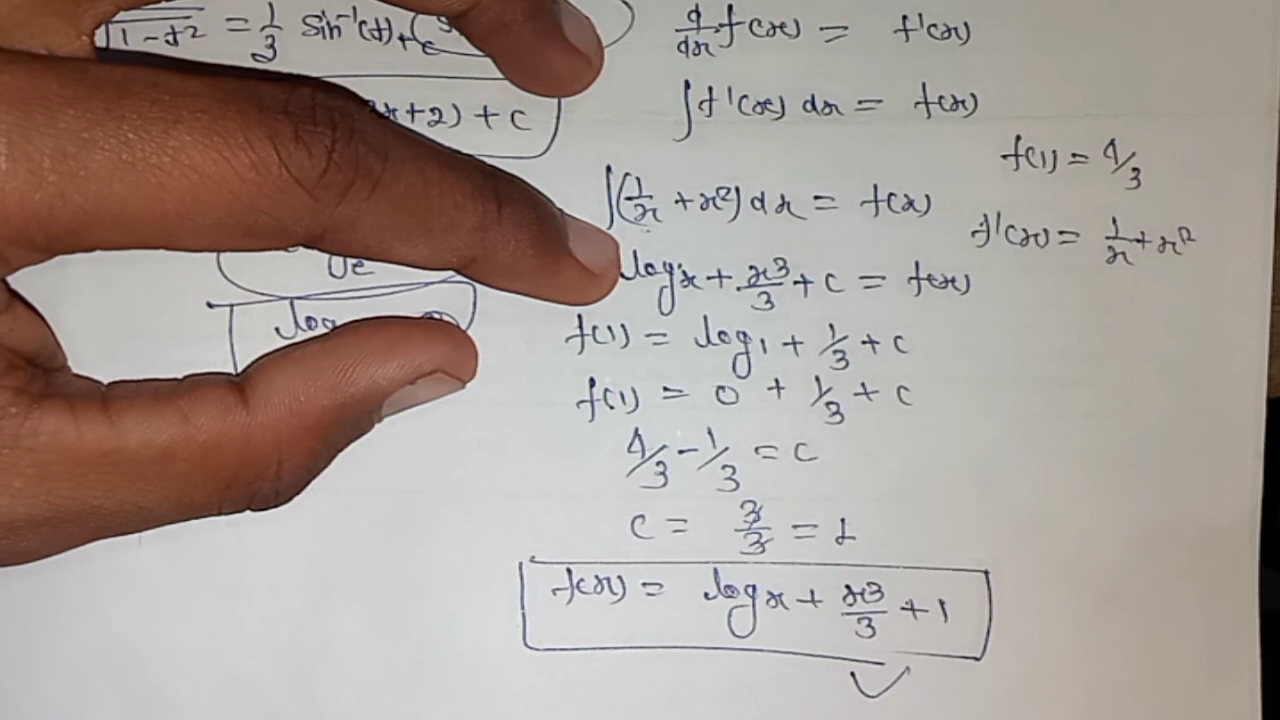 √1-t² = 1/3 sin⁻¹(t) + c
x+2) + c
√e
log
d/dx f(x) = f'(x)
∫f'(x) dx = f(x)
f(1) = 4/3
∫(1/x + x²) dx = f(x)
f'(x) = 1/x + x²
log x + x³/3 + c = f(x)
f(1) = log 1 + 1/3 + c
f(1) = 0 + 1/3 + c
4/3 - 1/3 = c
c = 3/3 = 1
f(x) = log x + x³/3 + 1